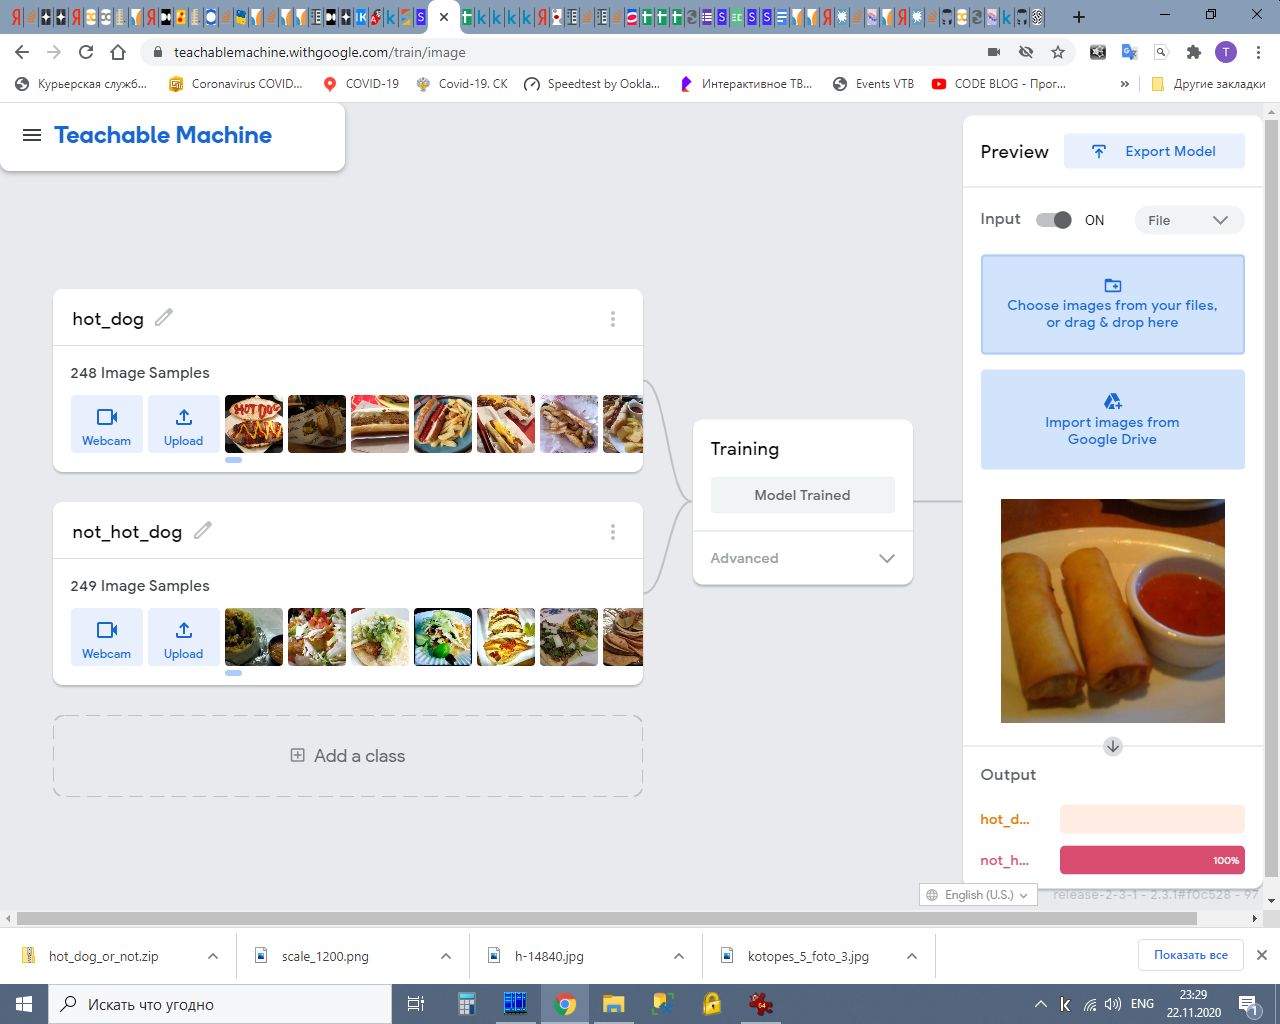 teachablemachine.withgoogle.com/train/image
T
Курьерская служб...
Coronavirus COVID...
COVID-19
Covid-19. СК
Speedtest by Ookla...
Интерактивное ТВ...
Events VTB
CODE BLOG - Прог...
»
Другие закладки
Teachable Machine
Preview
Export Model
Input
ON
File
Choose images from your files,
or drag & drop here
Import images from
Google Drive
hot_dog
248 Image Samples
Webcam
Upload
HOT DOG
not_hot_dog
249 Image Samples
Webcam
Upload
Add a class
Training
Model Trained
Advanced
Output
hot_d...
not_h...
100%
English (U.S.)
release-2-3-1 - 2.3.1#f0c528 - 97
hot_dog_or_not.zip
scale_1200.png
h-14840.jpg
kotopes_5_foto_3.jpg
Показать все
Искать что угодно
ENG
23:29
22.11.2020
1